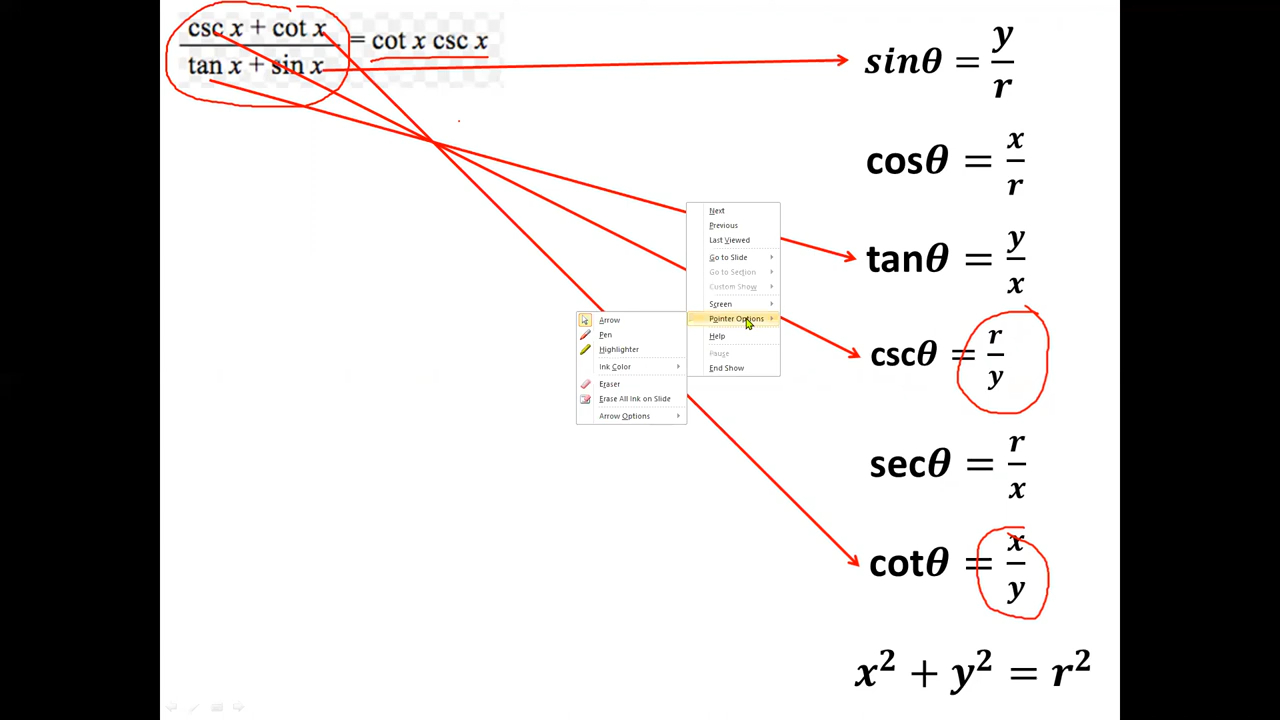 csc x + cot x
tan x + sin x
= cot x csc x
sinθ = y/r
cosθ = x/r
tanθ = y/x
cscθ = r/y
secθ = r/x
cotθ = x/y
x² + y² = r²
Next
Previous
Last Viewed
Go to Slide
Go to Section
Custom Show
Screen
Pointer Options
Help
Pause
End Show
Arrow
Pen
Highlighter
Ink Color
Eraser
Erase All Ink on Slide
Arrow Options